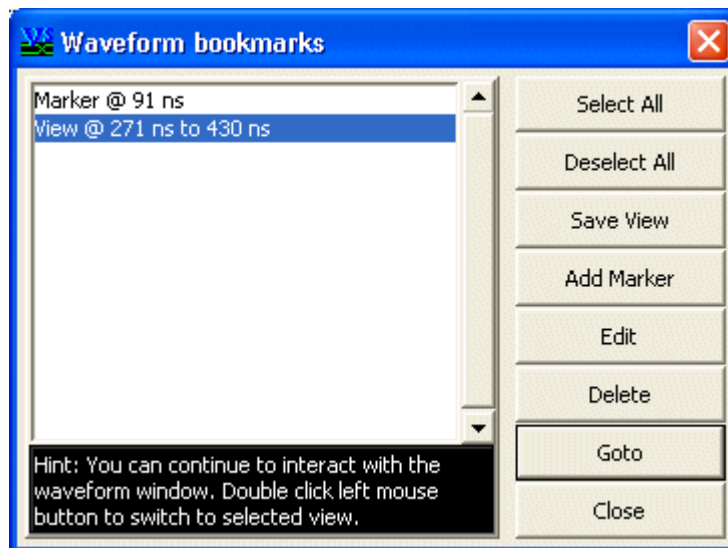 Waveform bookmarks
Marker @ 91 ns
View @ 271 ns to 430 ns
Hint: You can continue to interact with the
waveform window. Double click left mouse
button to switch to selected view.
Select All
Deselect All
Save View
Add Marker
Edit
Delete
Goto
Close